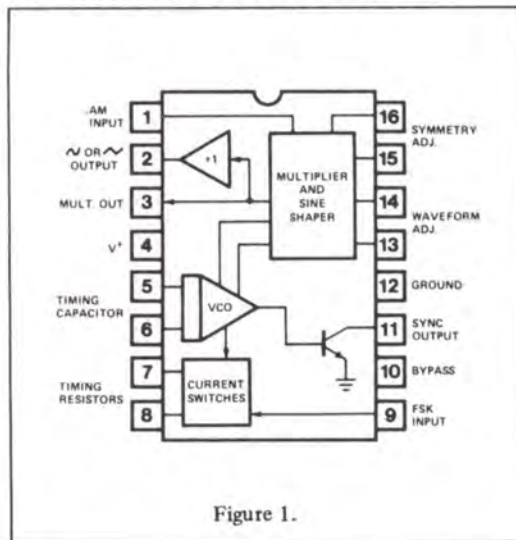 AM
INPUT
1
∿ OR ∿
OUTPUT
2
MULT. OUT
3
V+
4
TIMING
CAPACITOR
5
6
TIMING
RESISTORS
7
8
+1
MULTIPLIER
AND
SINE
SHAPER
VCO
CURRENT
SWITCHES
16
SYMMETRY
ADJ.
15
14
WAVEFORM
ADJ.
13
12
GROUND
11
SYNC
OUTPUT
10
BYPASS
9
FSK
INPUT
Figure 1.